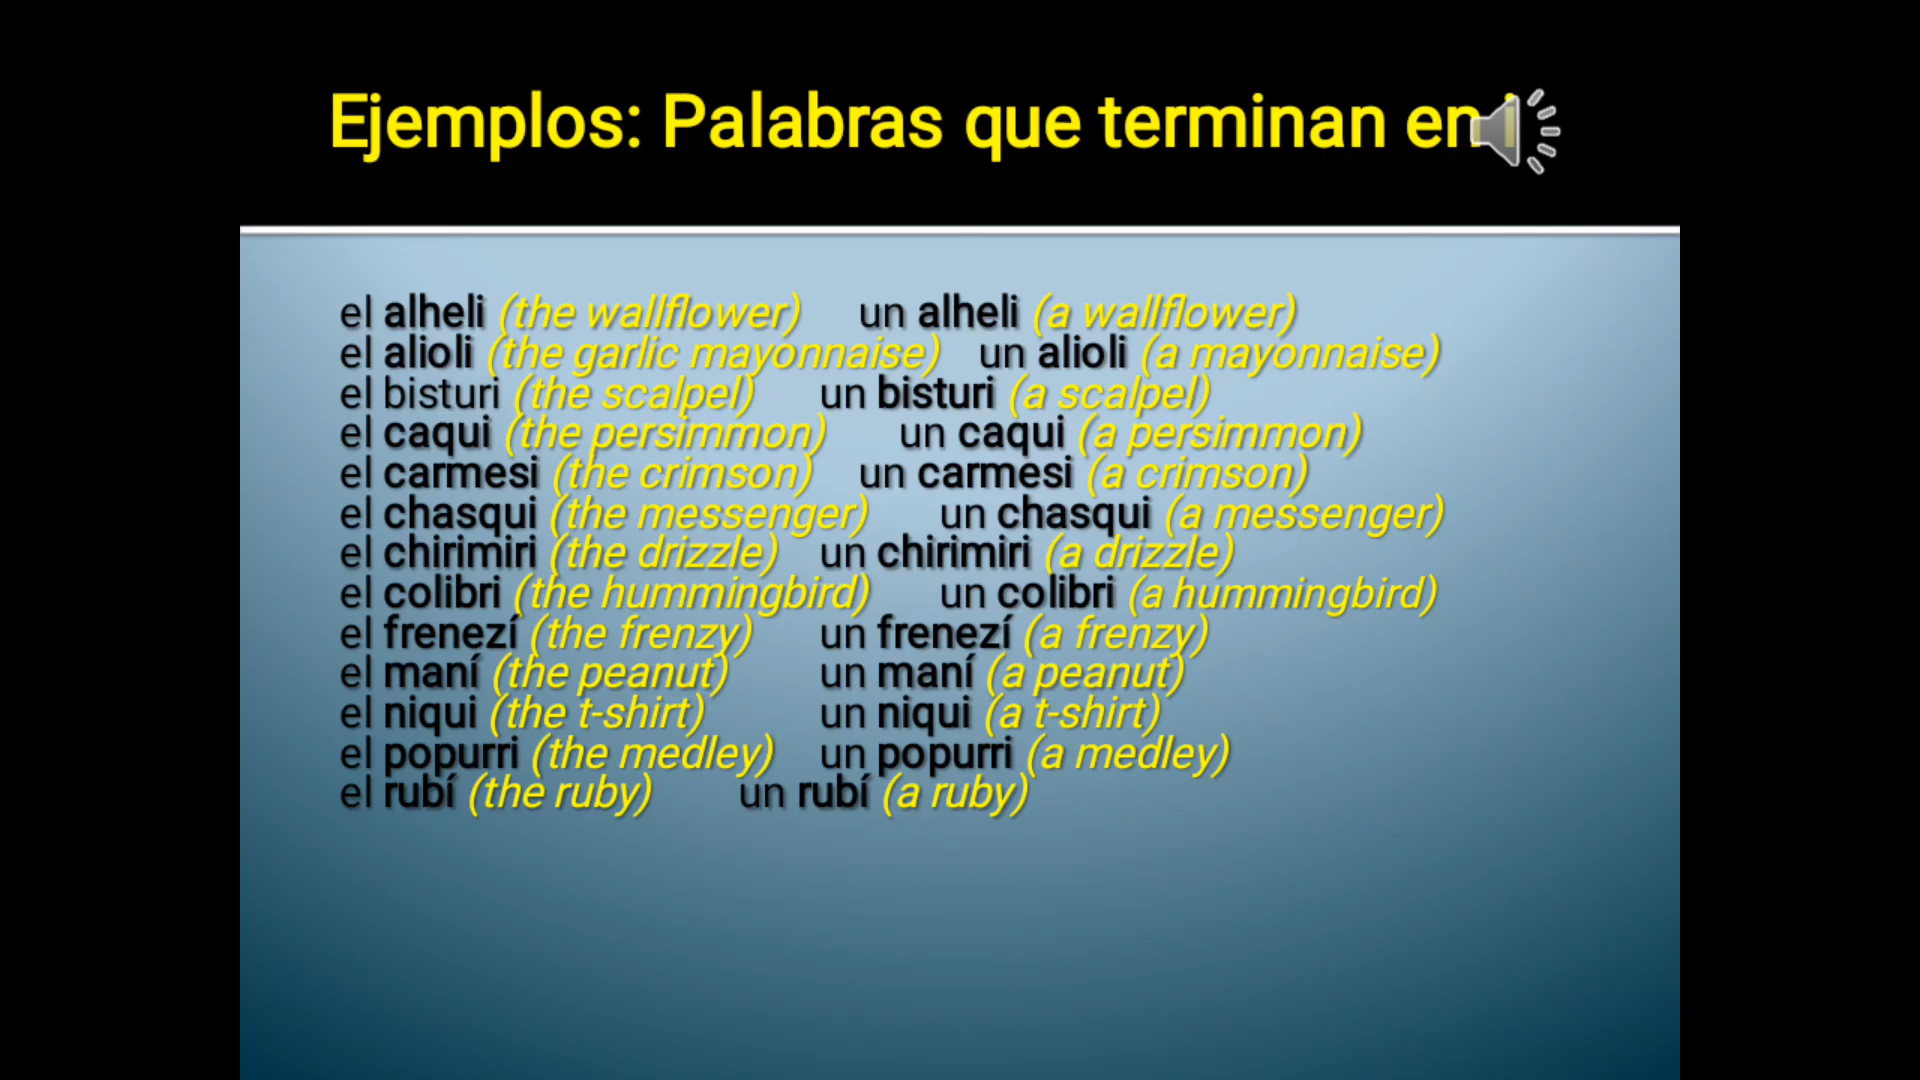 Ejemplos: Palabras que terminan en
el alheli (the wallflower) un alheli (a wallflower)
el alioli (the garlic mayonnaise) un alioli (a mayonnaise)
el bisturi (the scalpel) un bisturi (a scalpel)
el caqui (the persimmon) un caqui (a persimmon)
el carmesi (the crimson) un carmesi (a crimson)
el chasqui (the messenger) un chasqui (a messenger)
el chirimiri (the drizzle) un chirimiri (a drizzle)
el colibri (the hummingbird) un colibri (a hummingbird)
el frenezí (the frenzy) un frenezí (a frenzy)
el maní (the peanut) un maní (a peanut)
el niqui (the t-shirt) un niqui (a t-shirt)
el popurri (the medley) un popurri (a medley)
el rubí (the ruby) un rubí (a ruby)